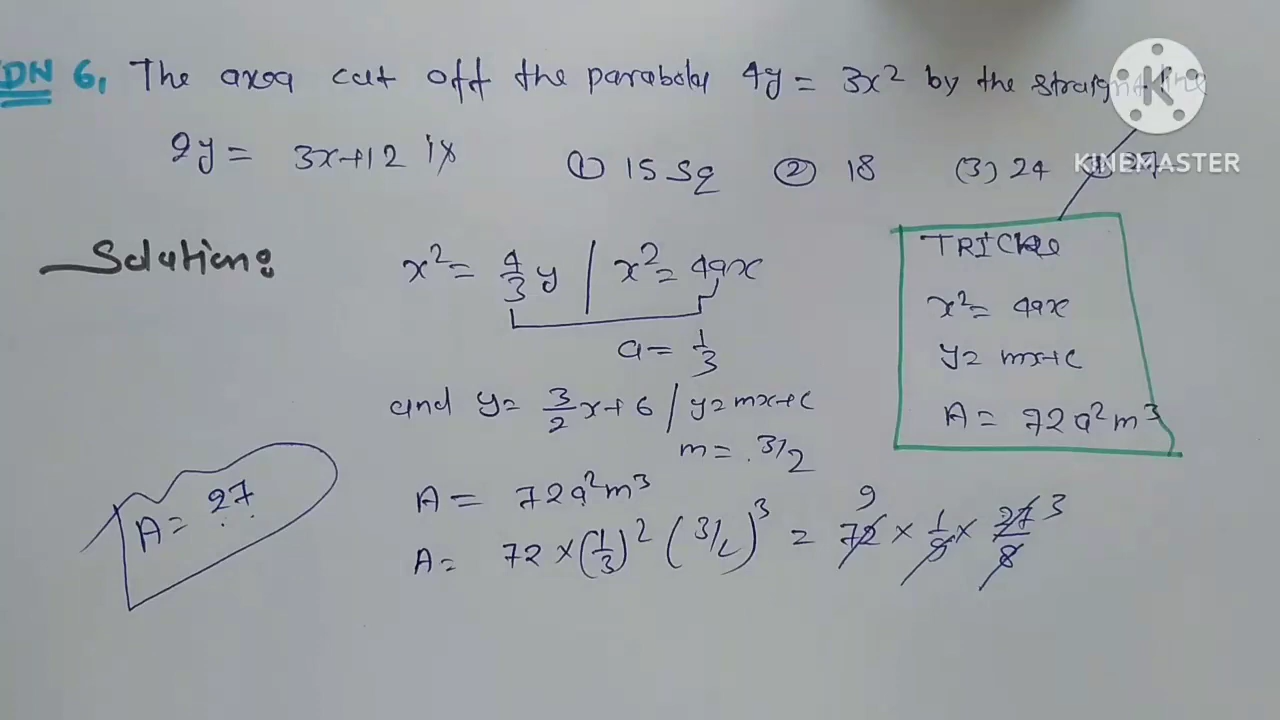 DN 6, The area cut off the parabola 4y = 3x² by the straight line
2y = 3x+12 is ① 15 sq ② 18 (3) 24 ④ 27
KINEMASTER
Solution:
x² = 4/3 y | x² = 4ax
a = 1/3
and y = 3/2 x + 6 / y = mx+c
m = 3/2
A = 72a²m³
A = 72 × (1/3)² (3/2)³ = 72 9 × 1/9 × 27/8 3
A = 27
TRICK
x² = 4ax
y = mx+c
A = 72a²m³